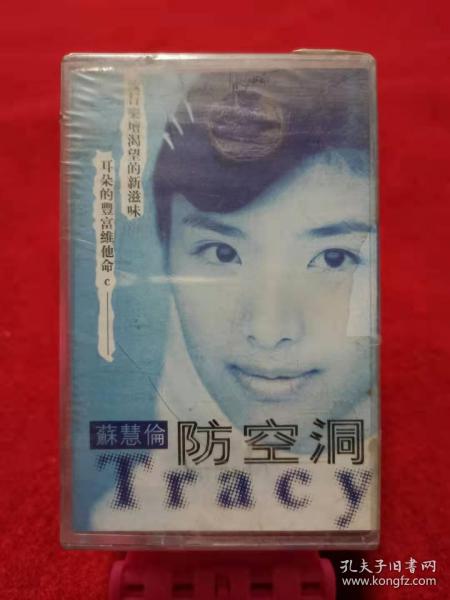 行樂壇渴望的新滋味
耳朵的豐富維他命c
蘇慧倫
防空洞
Tracy
孔夫子旧书网
www.kongfz.com